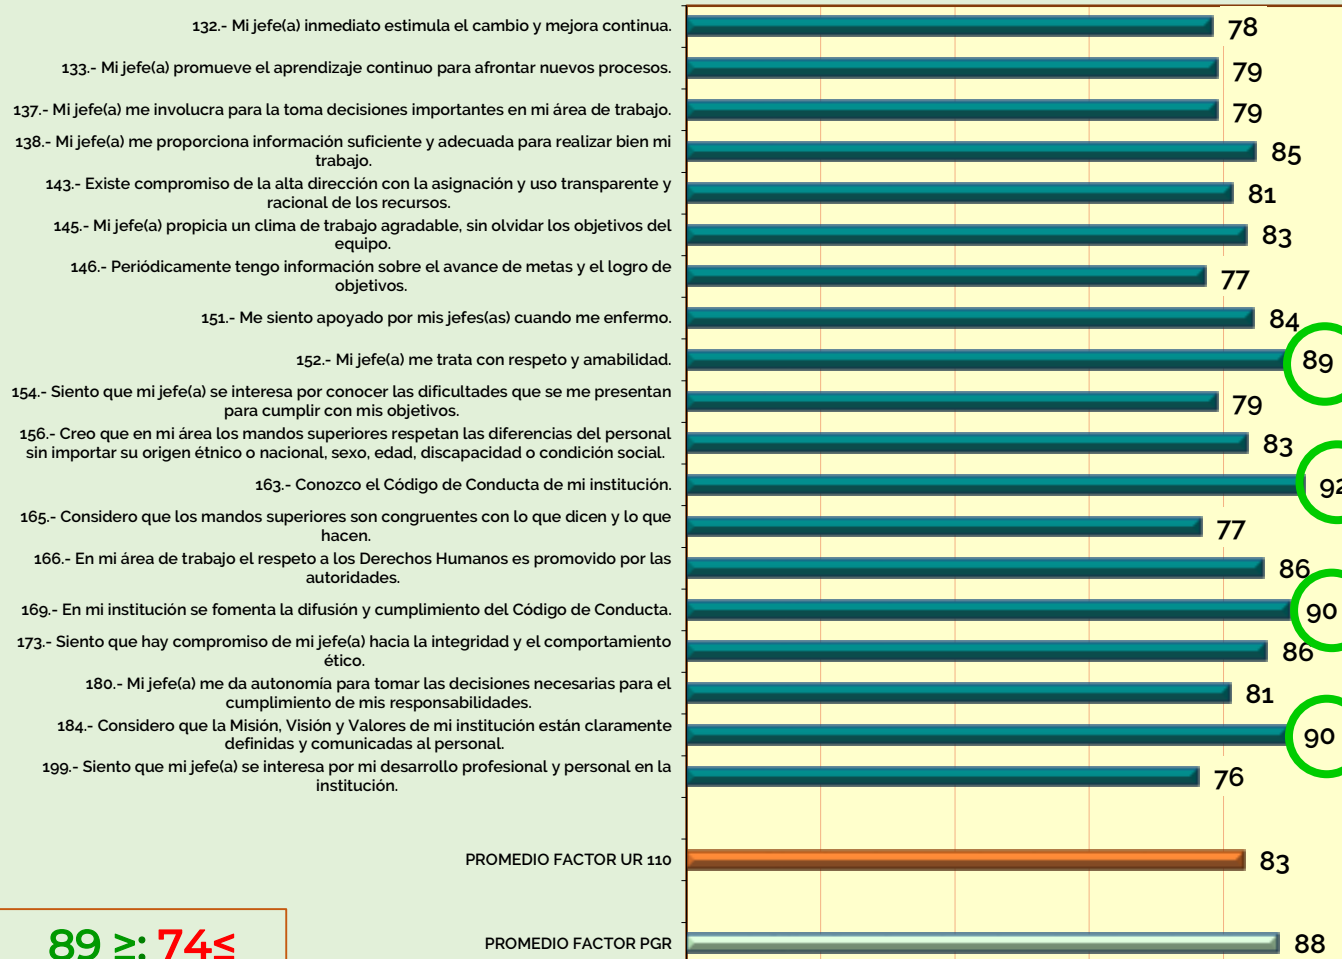 132.- Mi jefe(a) inmediato estimula el cambio y mejora continua.
78
133.- Mi jefe(a) promueve el aprendizaje continuo para afrontar nuevos procesos.
79
137.- Mi jefe(a) me involucra para la toma decisiones importantes en mi área de trabajo.
79
138.- Mi jefe(a) me proporciona información suficiente y adecuada para realizar bien mi
trabajo.
85
143.- Existe compromiso de la alta dirección con la asignación y uso transparente y
racional de los recursos.
81
145.- Mi jefe(a) propicia un clima de trabajo agradable, sin olvidar los objetivos del
equipo.
83
146.- Periódicamente tengo información sobre el avance de metas y el logro de
objetivos.
77
151.- Me siento apoyado por mis jefes(as) cuando me enfermo.
84
152.- Mi jefe(a) me trata con respeto y amabilidad.
89
154.- Siento que mi jefe(a) se interesa por conocer las dificultades que se me presentan
para cumplir con mis objetivos.
79
156.- Creo que en mi área los mandos superiores respetan las diferencias del personal
sin importar su origen étnico o nacional, sexo, edad, discapacidad o condición social.
83
163.- Conozco el Código de Conducta de mi institución.
92
165.- Considero que los mandos superiores son congruentes con lo que dicen y lo que
hacen.
77
166.- En mi área de trabajo el respeto a los Derechos Humanos es promovido por las
autoridades.
86
169.- En mi institución se fomenta la difusión y cumplimiento del Código de Conducta.
90
173.- Siento que hay compromiso de mi jefe(a) hacia la integridad y el comportamiento
ético.
86
180.- Mi jefe(a) me da autonomía para tomar las decisiones necesarias para el
cumplimiento de mis responsabilidades.
81
184.- Considero que la Misión, Visión y Valores de mi institución están claramente
definidas y comunicadas al personal.
90
199.- Siento que mi jefe(a) se interesa por mi desarrollo profesional y personal en la
institución.
76
PROMEDIO FACTOR UR 110
83
PROMEDIO FACTOR PGR
88
89 ≥: 74≤